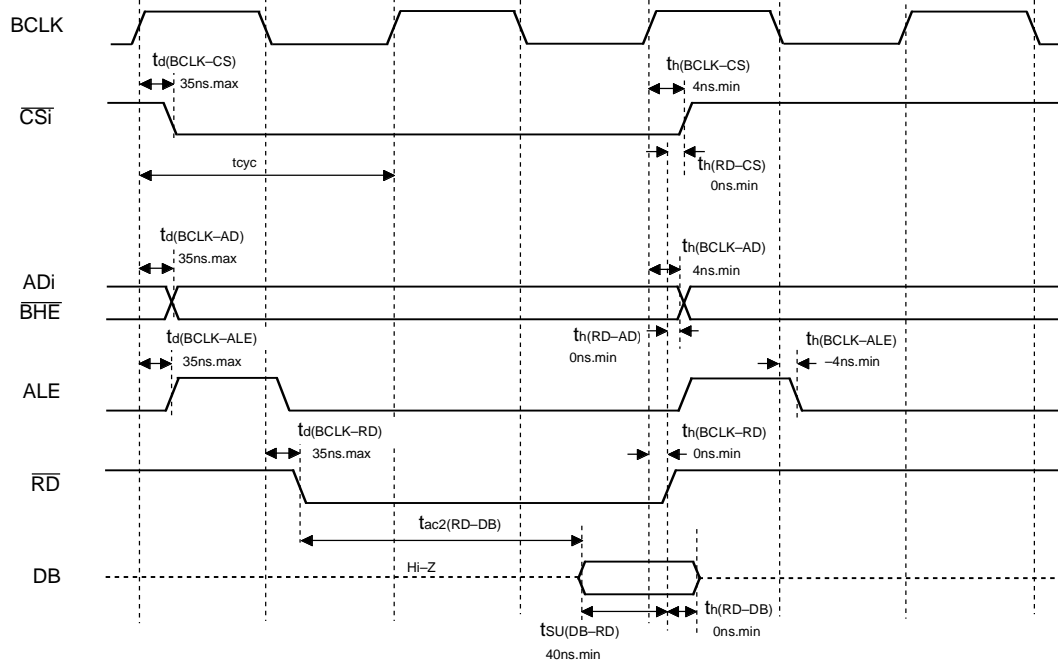 BCLK
td(BCLK–CS)
35ns.max
th(BCLK–CS)
4ns.min
CSi
tcyc
th(RD–CS)
0ns.min
td(BCLK–AD)
35ns.max
th(BCLK–AD)
4ns.min
ADi
BHE
th(RD–AD)
0ns.min
td(BCLK–ALE)
35ns.max
th(BCLK–ALE)
–4ns.min
ALE
td(BCLK–RD)
35ns.max
th(BCLK–RD)
0ns.min
RD
tac2(RD–DB)
DB
Hi–Z
tSU(DB–RD)
40ns.min
th(RD–DB)
0ns.min